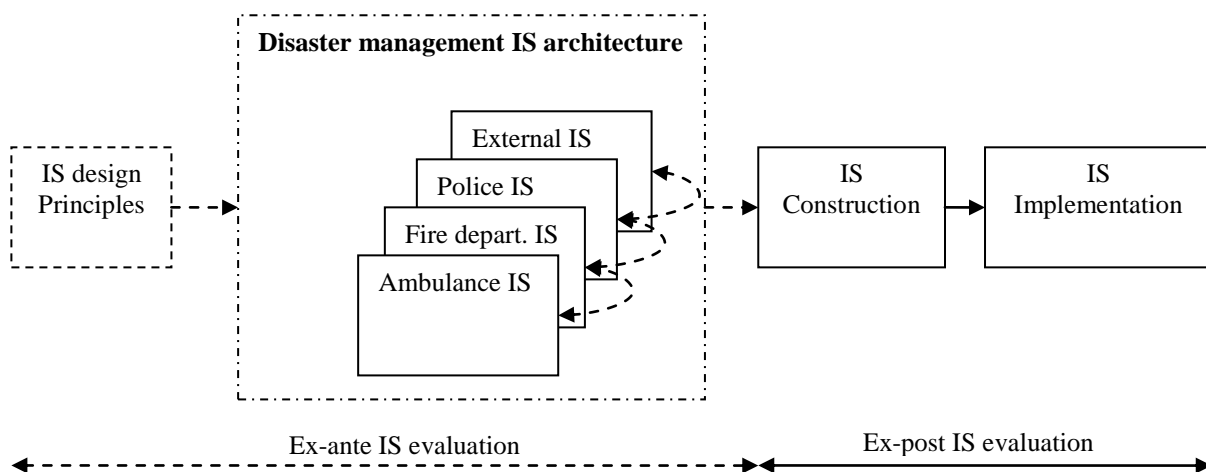 Disaster management IS architecture
External IS
Police IS
Fire depart. IS
Ambulance IS
IS design
Principles
IS
Construction
IS
Implementation
Ex-ante IS evaluation
Ex-post IS evaluation